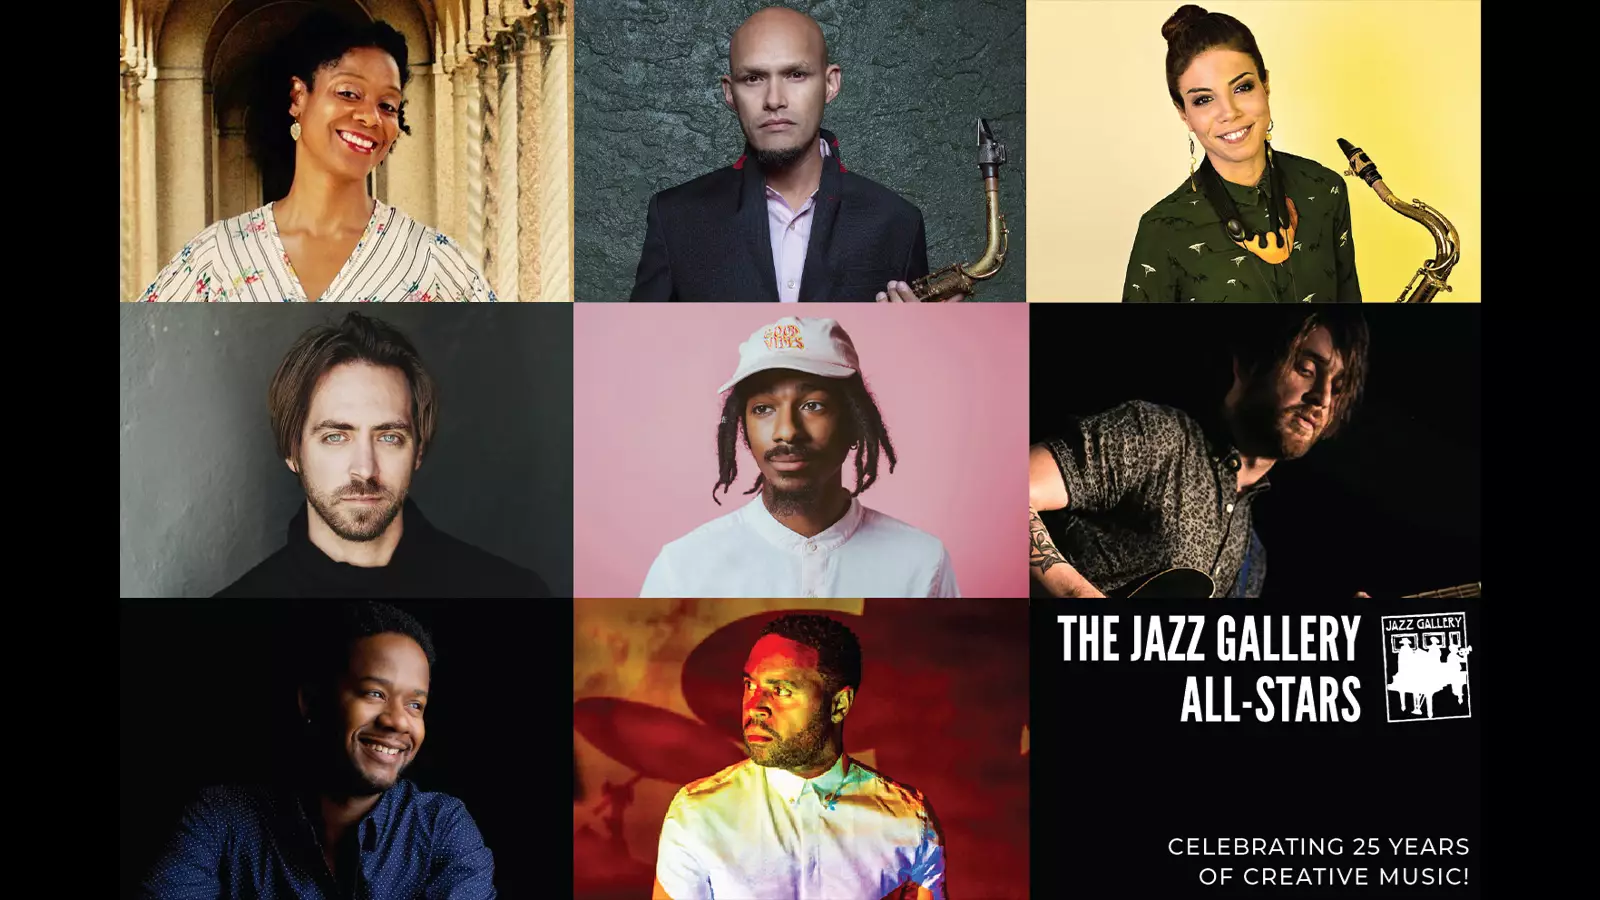 GOOD
VIBES
THE JAZZ GALLERY
ALL-STARS
JAZZ GALLERY
CELEBRATING 25 YEARS
OF CREATIVE MUSIC!